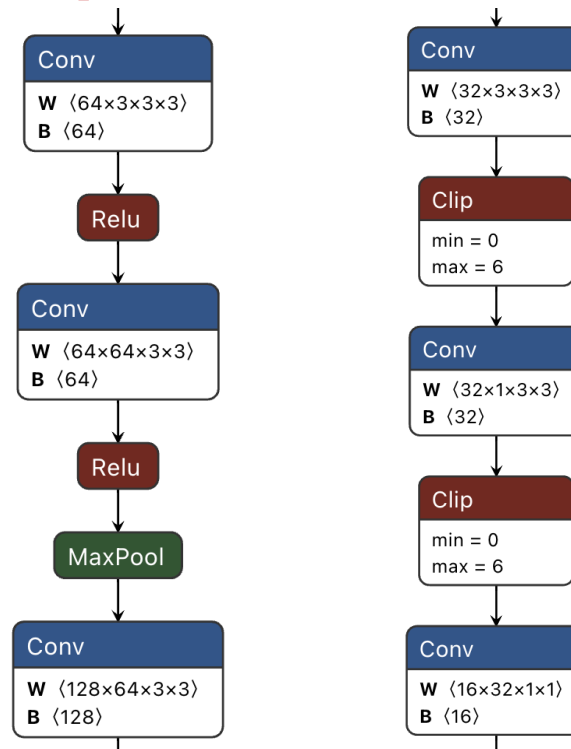 Conv
W ⟨64×3×3×3⟩
B ⟨64⟩
Relu
Conv
W ⟨64×64×3×3⟩
B ⟨64⟩
Relu
MaxPool
Conv
W ⟨128×64×3×3⟩
B ⟨128⟩
Conv
W ⟨32×3×3×3⟩
B ⟨32⟩
Clip
min = 0
max = 6
Conv
W ⟨32×1×3×3⟩
B ⟨32⟩
Clip
min = 0
max = 6
Conv
W ⟨16×32×1×1⟩
B ⟨16⟩